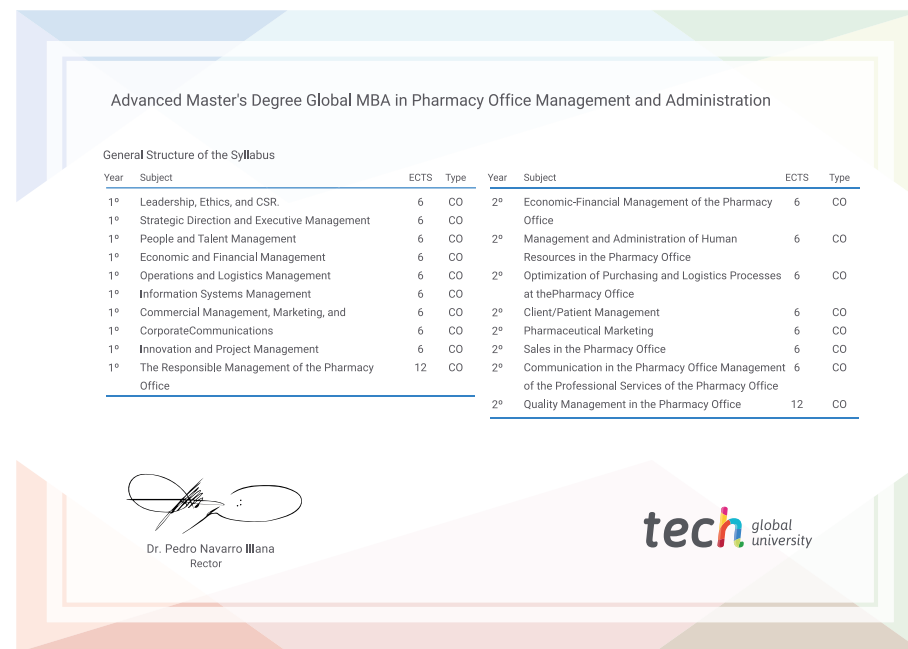 Advanced Master's Degree Global MBA in Pharmacy Office Management and Administration
General Structure of the Syllabus
Year Subject ECTS Type
1º Leadership, Ethics, and CSR. 6 CO
1º Strategic Direction and Executive Management 6 CO
1º People and Talent Management 6 CO
1º Economic and Financial Management 6 CO
1º Operations and Logistics Management 6 CO
1º Information Systems Management 6 CO
1º Commercial Management, Marketing, and 6 CO
1º CorporateCommunications 6 CO
1º Innovation and Project Management 6 CO
1º The Responsible Management of the Pharmacy 12 CO
Office
Year Subject ECTS Type
2º Economic-Financial Management of the Pharmacy 6 CO
Office
2º Management and Administration of Human 6 CO
Resources in the Pharmacy Office
2º Optimization of Purchasing and Logistics Processes 6 CO
at thePharmacy Office
2º Client/Patient Management 6 CO
2º Pharmaceutical Marketing 6 CO
2º Sales in the Pharmacy Office 6 CO
2º Communication in the Pharmacy Office Management 6 CO
of the Professional Services of the Pharmacy Office
2º Quality Management in the Pharmacy Office 12 CO
Dr. Pedro Navarro Illana
Rector
tech global
university